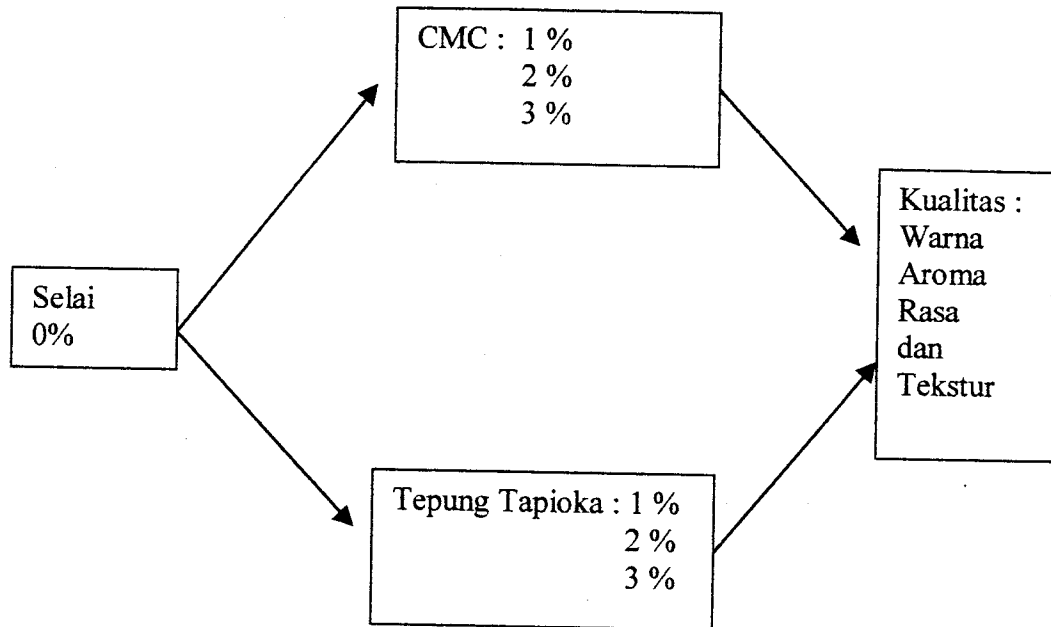 CMC : 1 %
2 %
3 %
Selai
0%
Tepung Tapioka : 1 %
2 %
3 %
Kualitas :
Warna
Aroma
Rasa
dan
Tekstur